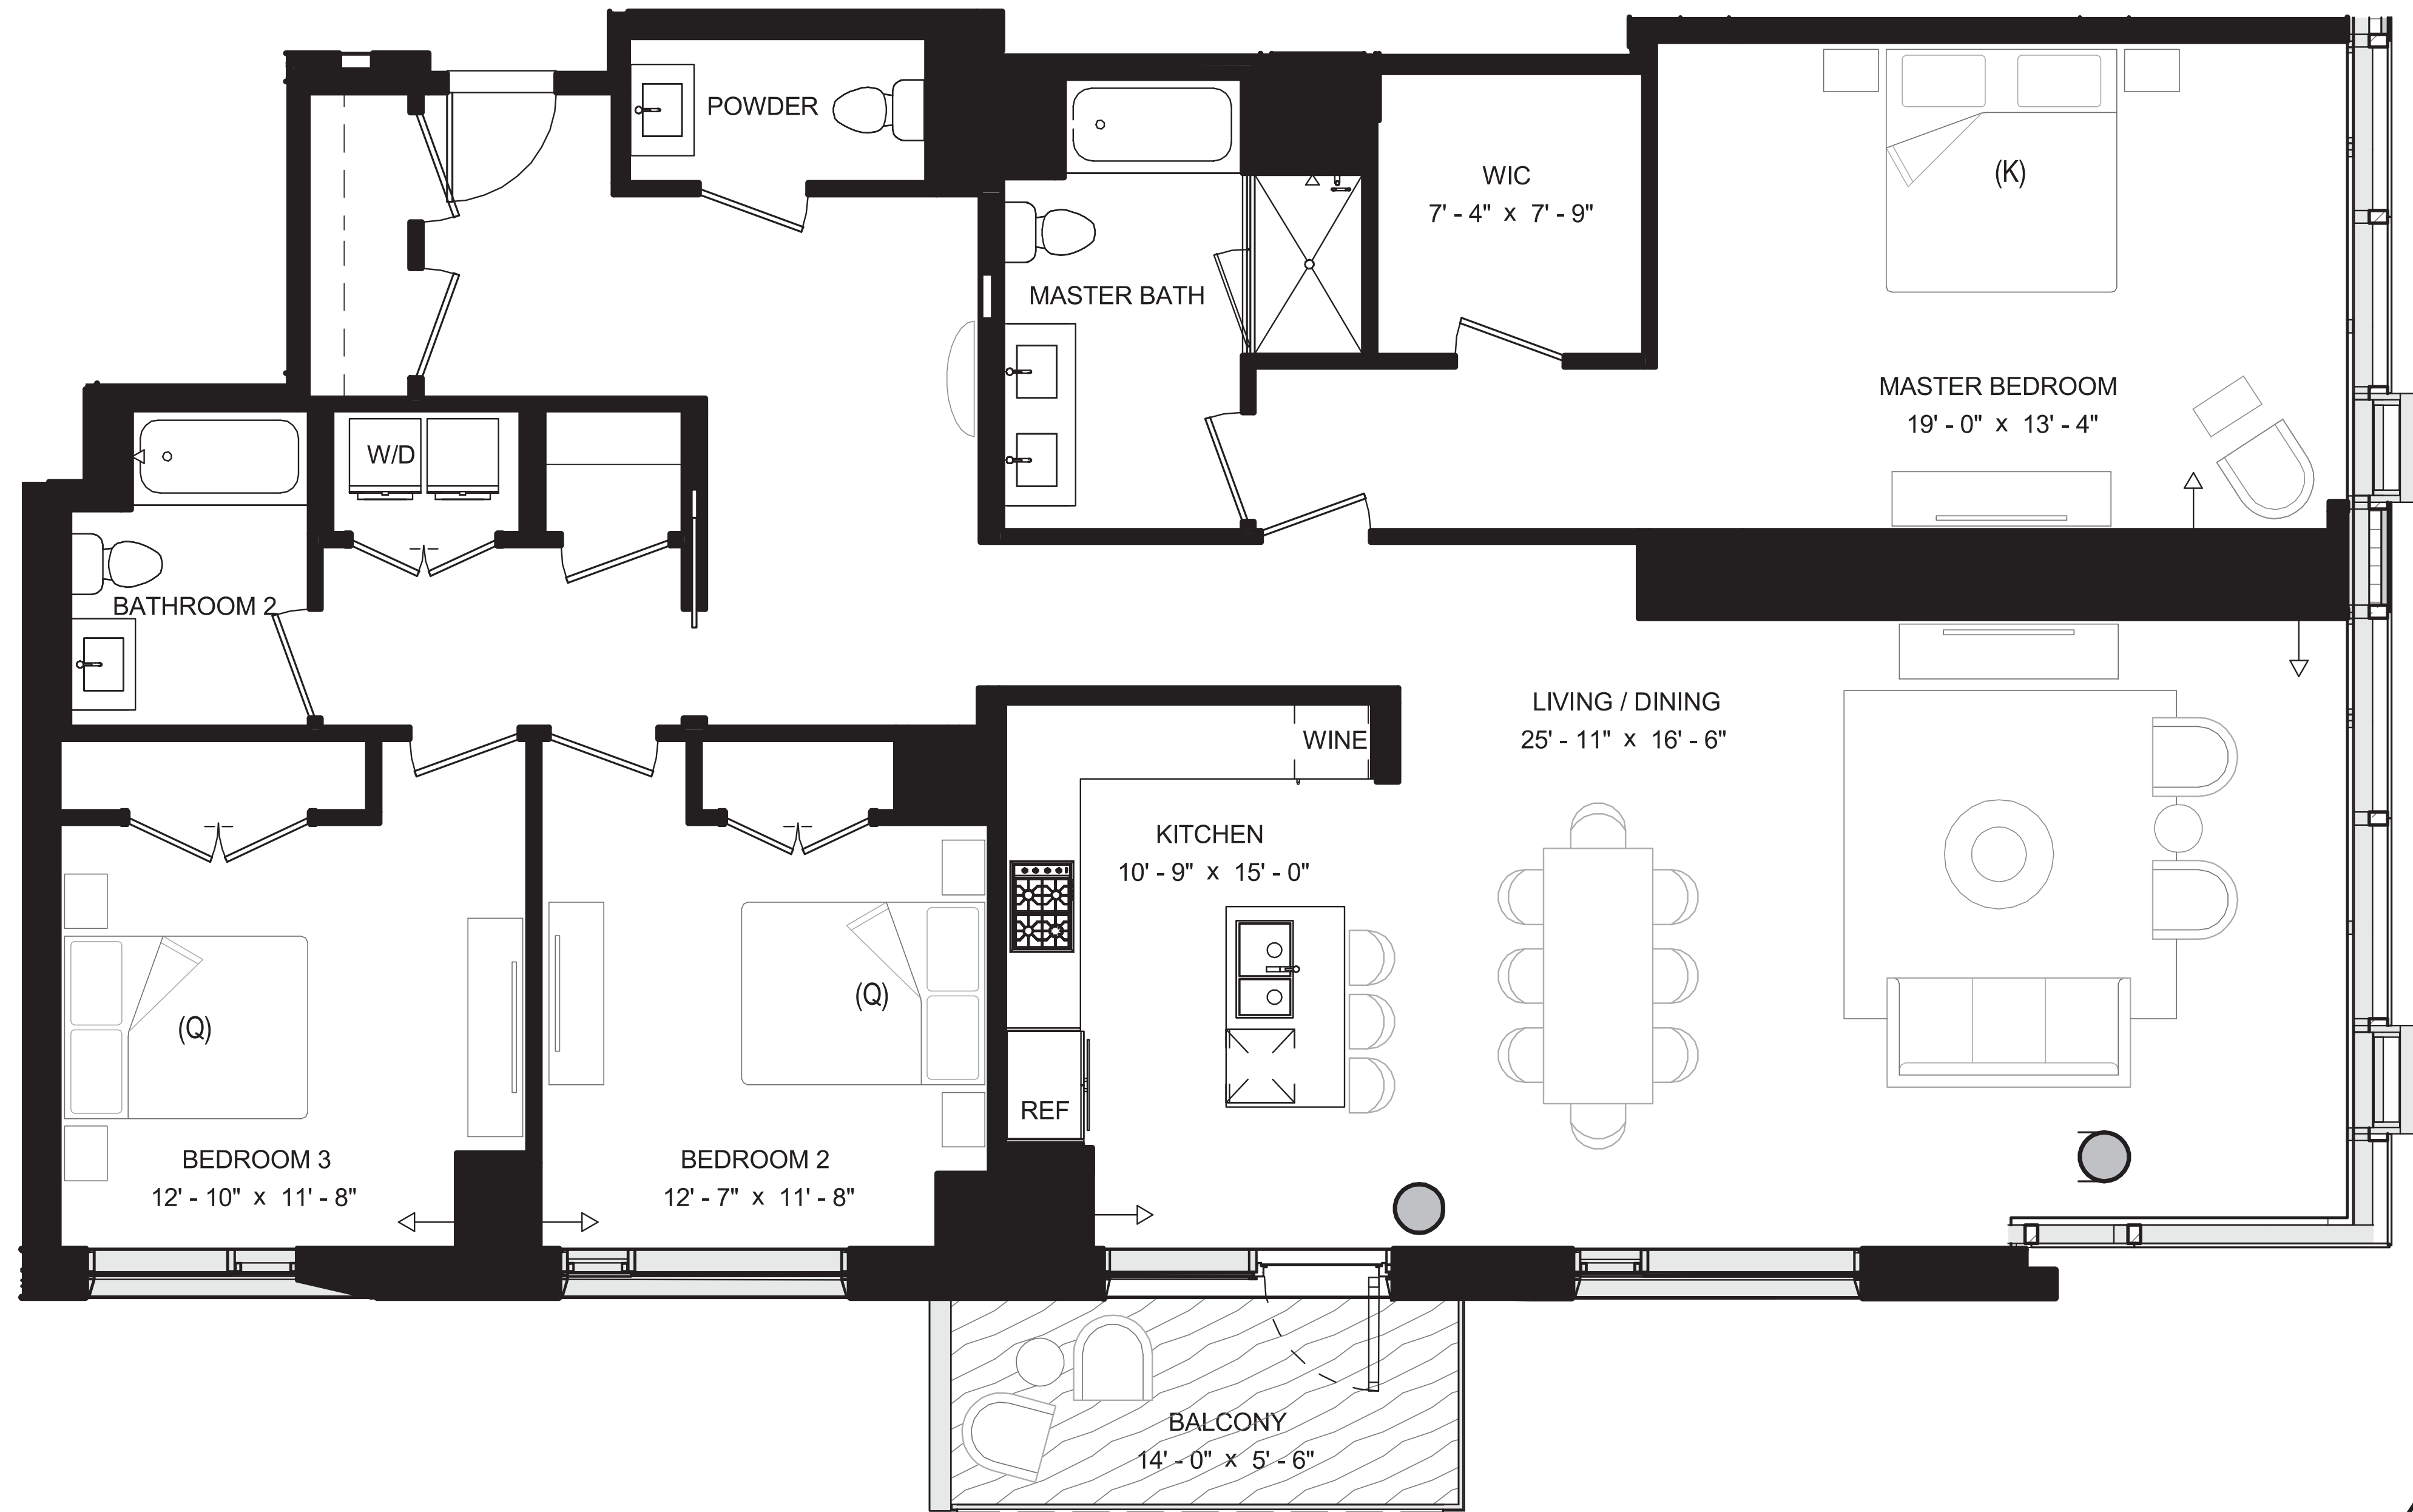 POWDER
WIC
7' - 4" x 7' - 9"
(K)
MASTER BATH
MASTER BEDROOM
19' - 0" x 13' - 4"
W/D
BATHROOM 2
LIVING / DINING
25' - 11" x 16' - 6"
WINE
KITCHEN
10' - 9" x 15' - 0"
(Q)
(Q)
REF
BEDROOM 3
12' - 10" x 11' - 8"
BEDROOM 2
12' - 7" x 11' - 8"
BALCONY
14' - 0" x 5' - 6"